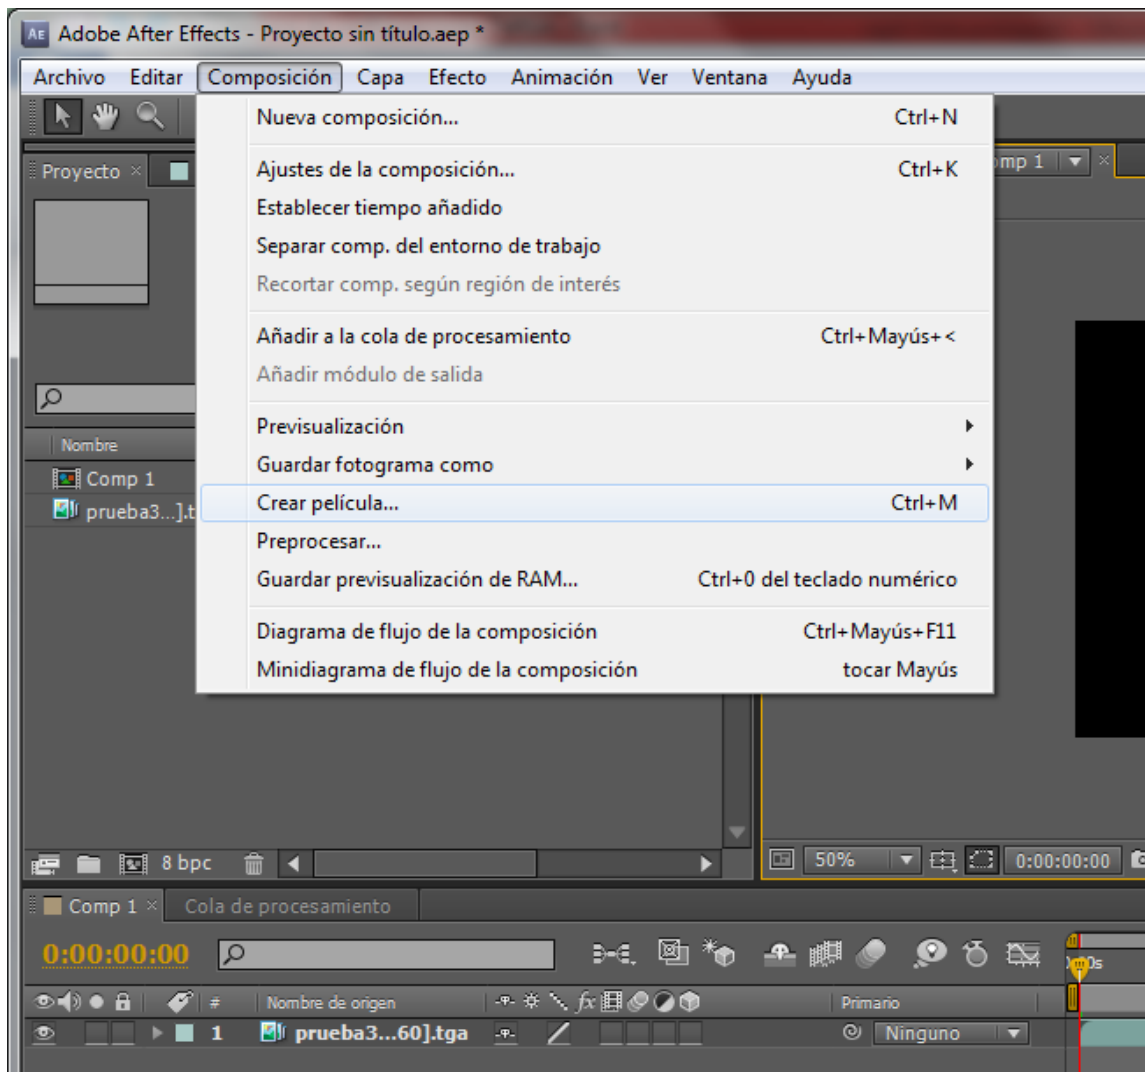 AE Adobe After Effects - Proyecto sin título.aep *
Archivo Editar Composición Capa Efecto Animación Ver Ventana Ayuda
Nueva composición... Ctrl+N
Proyecto × Ajustes de la composición... Ctrl+K omp 1 ×
Establecer tiempo añadido
Separar comp. del entorno de trabajo
Recortar comp. según región de interés
Añadir a la cola de procesamiento Ctrl+Mayús+<
Añadir módulo de salida
Previsualización
Nombre
Guardar fotograma como
Comp 1
Crear película... Ctrl+M
prueba3...].t
Preprocesar...
Guardar previsualización de RAM... Ctrl+0 del teclado numérico
Diagrama de flujo de la composición Ctrl+Mayús+F11
Minidiagrama de flujo de la composición tocar Mayús
8 bpc 50% 0:00:00:00
Comp 1 × Cola de procesamiento
0:00:00:00
# Nombre de origen fx Primario
1 prueba3...60].tga Ninguno